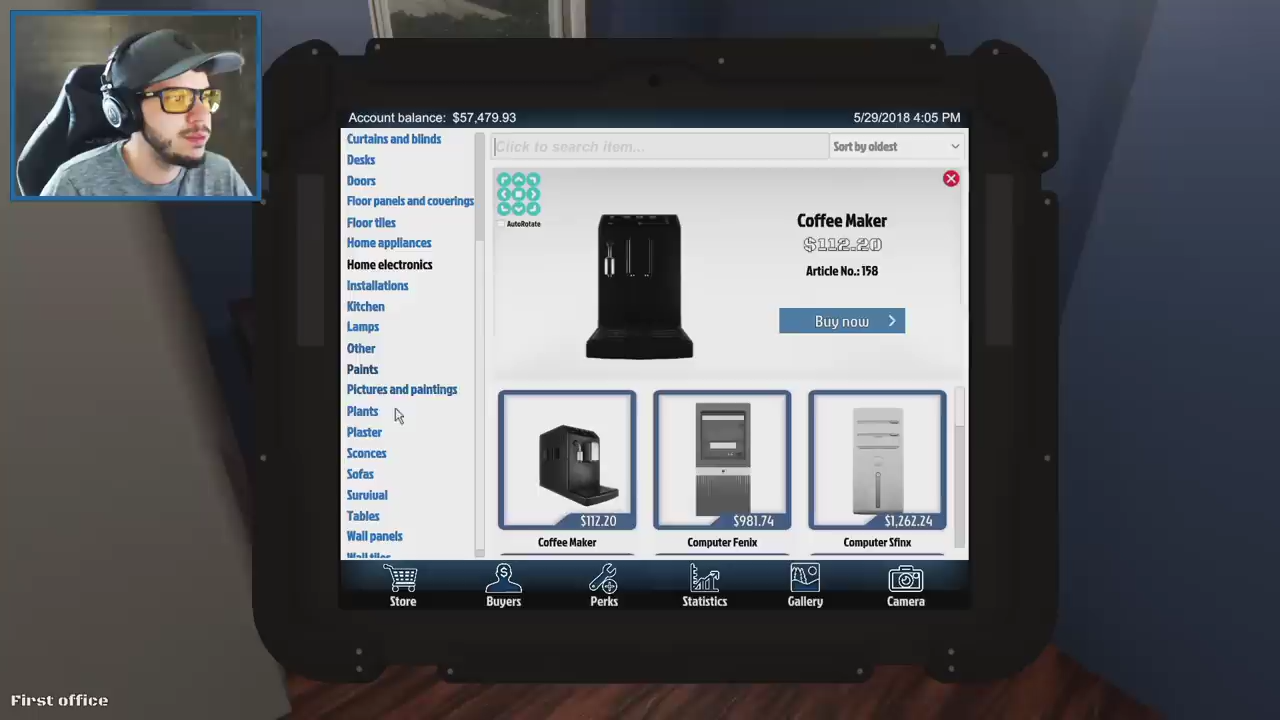 Account balance: $57,479.93
5/29/2018 4:05 PM
Curtains and blinds
Desks
Doors
Floor panels and coverings
Floor tiles
Home appliances
Home electronics
Installations
Kitchen
Lamps
Other
Paints
Pictures and paintings
Plants
Plaster
Sconces
Sofas
Survival
Tables
Wall panels
Wall tiles
Click to search item...
Sort by oldest
AutoRotate
Coffee Maker
$112.20
Article No.: 158
Buy now
$112.20
$981.74
$1,262.24
Coffee Maker
Computer Fenix
Computer Sfinx
Store
Buyers
Perks
Statistics
Gallery
Camera
First office